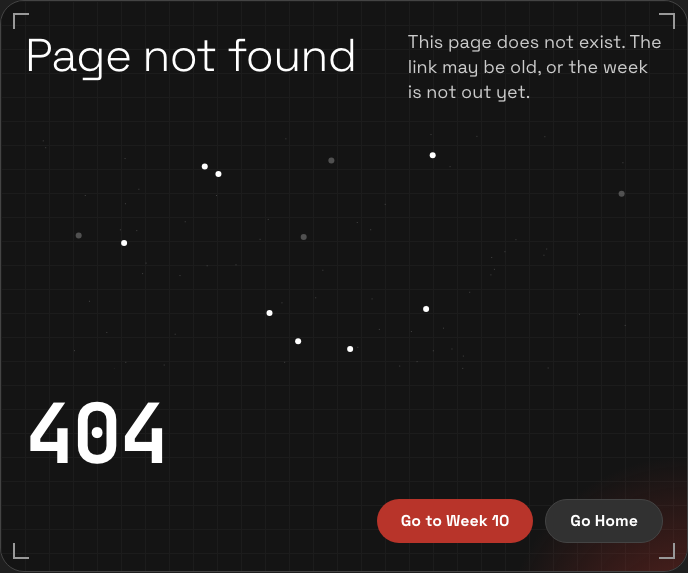 Page not found
This page does not exist. The
link may be old, or the week
is not out yet.
404
Go to Week 10
Go Home